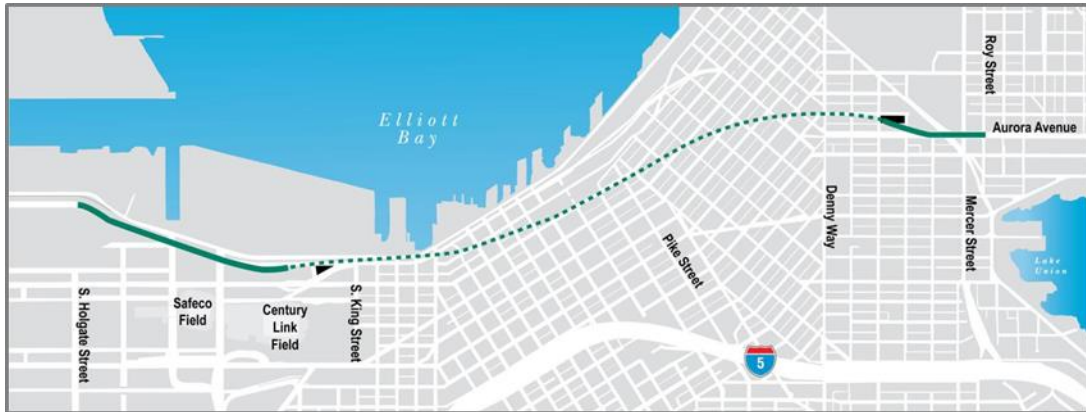 Elliott
Bay
Roy Street
Aurora Avenue
Denny Way
Mercer Street
Pike Street
Lake
Union
S. Holgate Street
Safeco
Field
Century
Link
Field
S. King Street
5